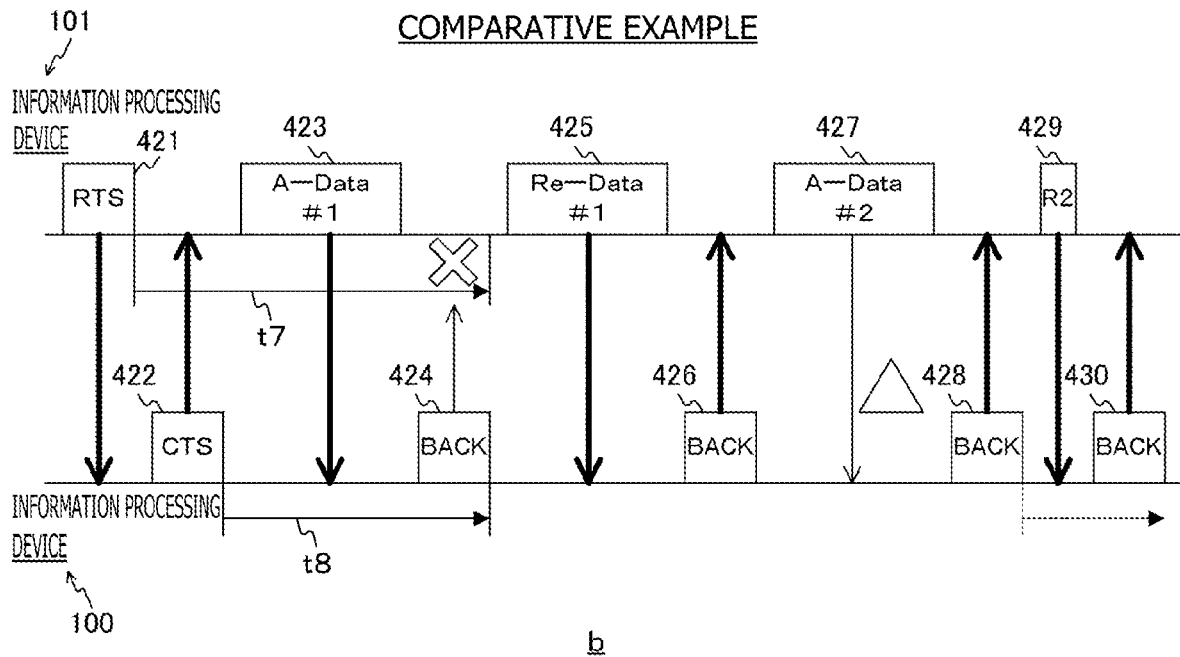 COMPARATIVE EXAMPLE
101
INFORMATION PROCESSING
DEVICE
421
423
425
427
429
RTS
A-Data
#1
Re-Data
#1
A-Data
#2
R2
t7
422
424
426
428
430
CTS
BACK
BACK
BACK
BACK
INFORMATION PROCESSING
DEVICE
t8
100
b